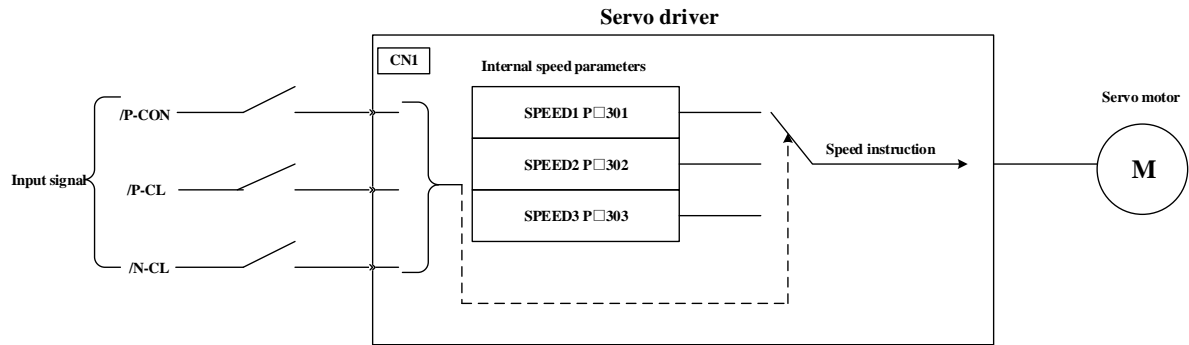 Servo driver
CN1
Internal speed parameters
/P-CON
SPEED1 P□301
Servo motor
SPEED2 P□302
Speed instruction
Input signal
/P-CL
M
SPEED3 P□303
/N-CL